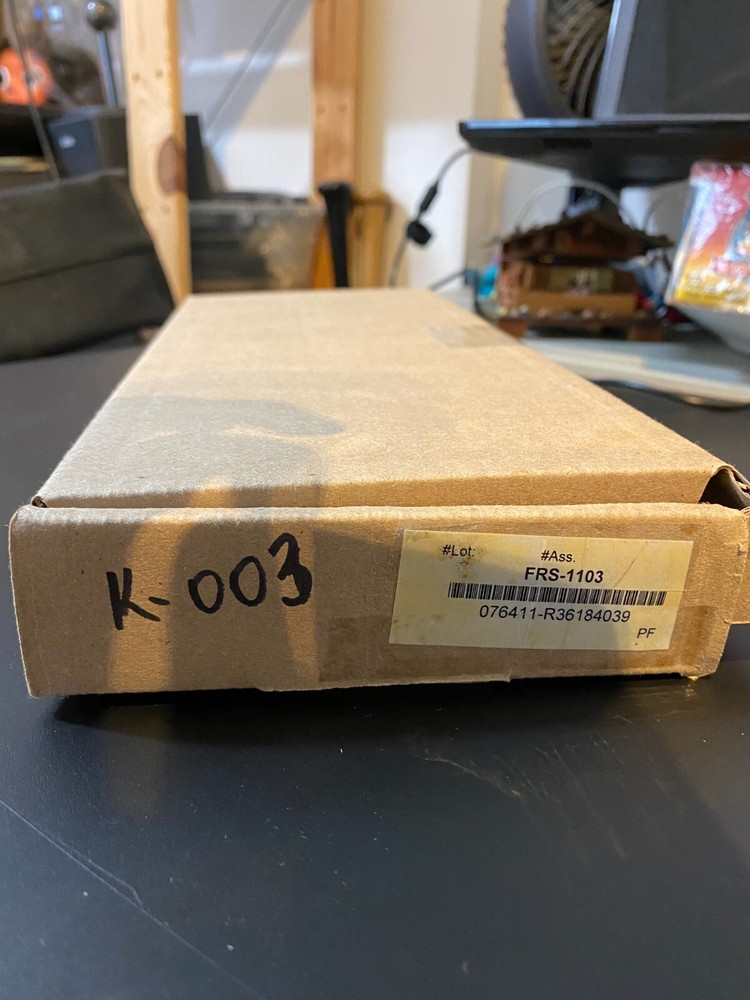 K-003
#Lot: #Ass.
FRS-1103
076411-R36184039
PF